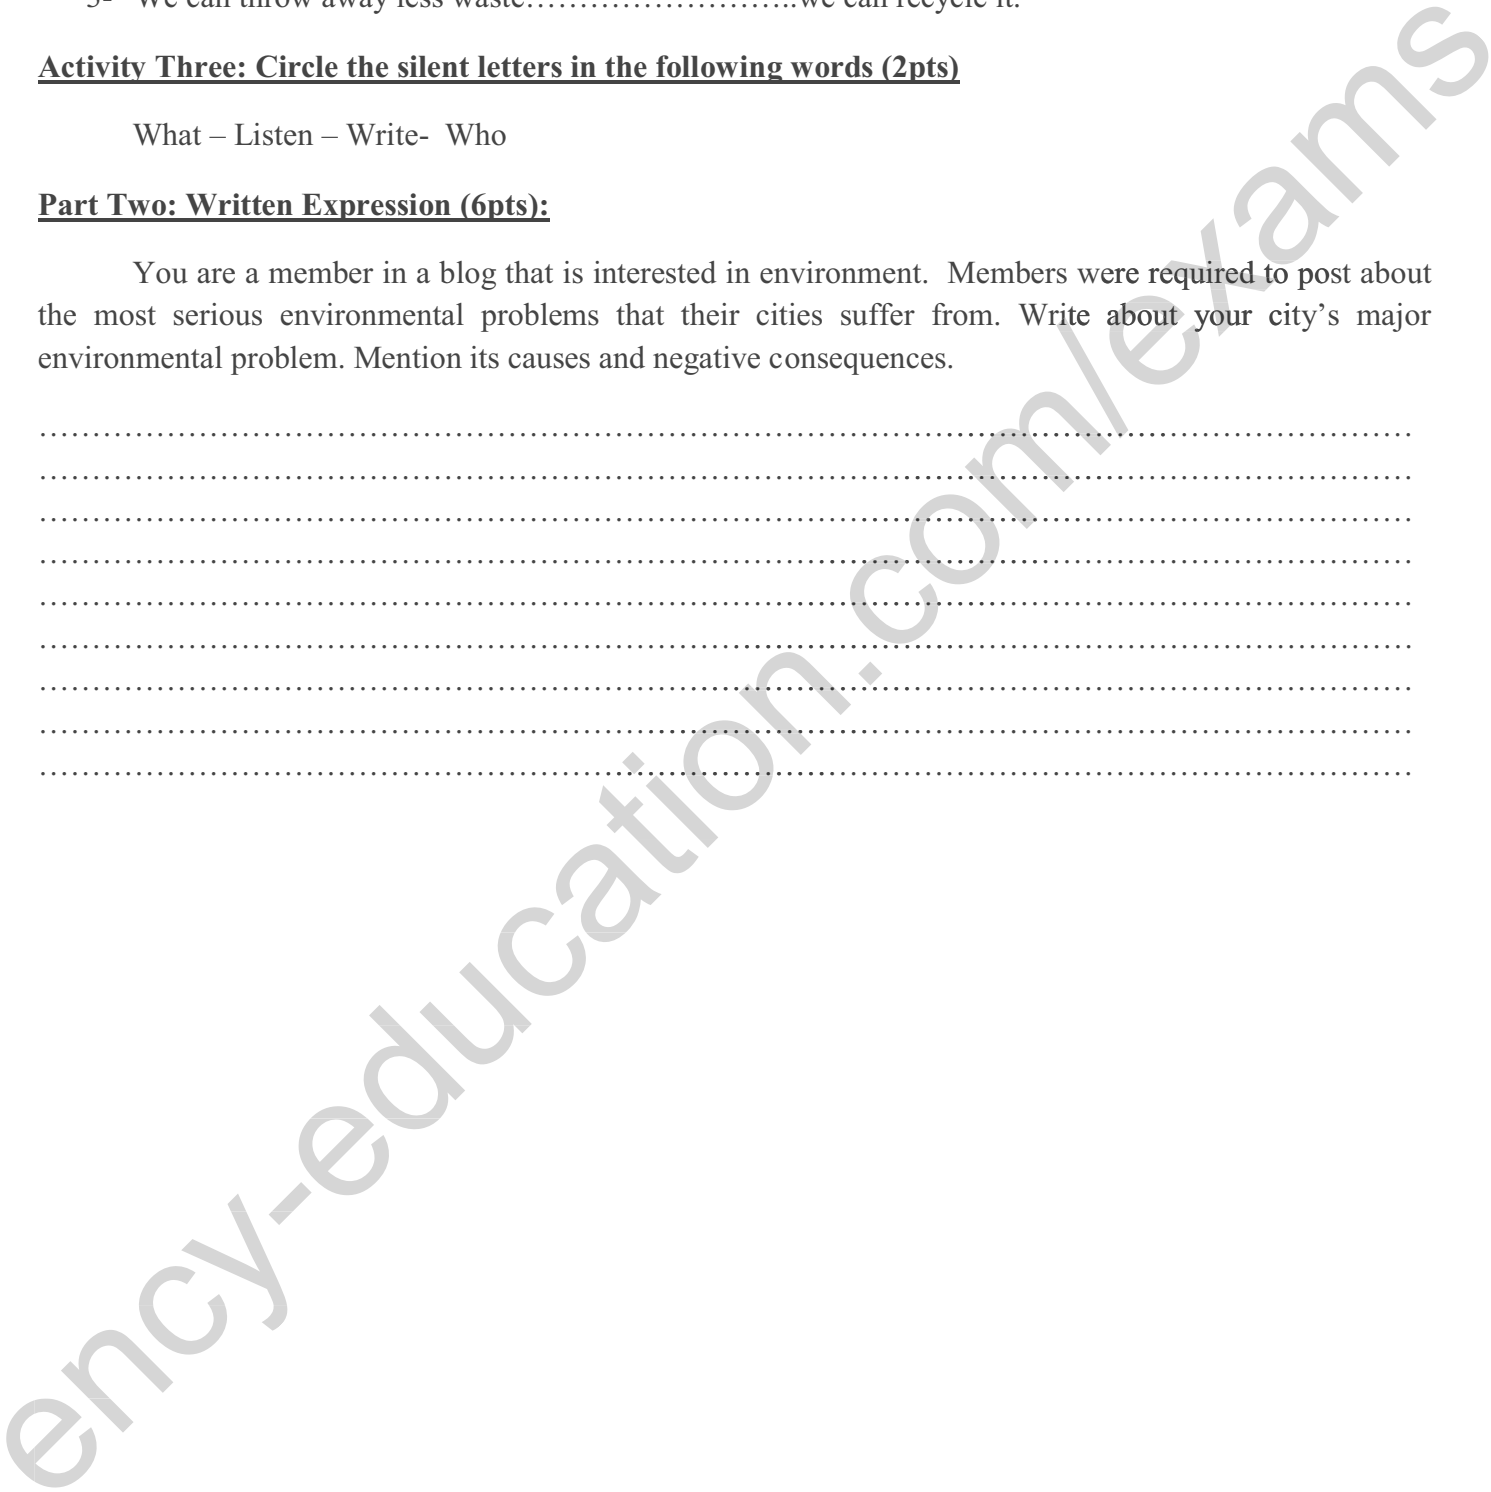 We can throw away less waste……………………..we can recycle it.
Activity Three: Circle the silent letters in the following words (2pts)
What – Listen – Write- Who
Part Two: Written Expression (6pts):
You are a member in a blog that is interested in environment. Members were required to post about
the most serious environmental problems that their cities suffer from. Write about your city’s major
environmental problem. Mention its causes and negative consequences.
ency-education.com/exams